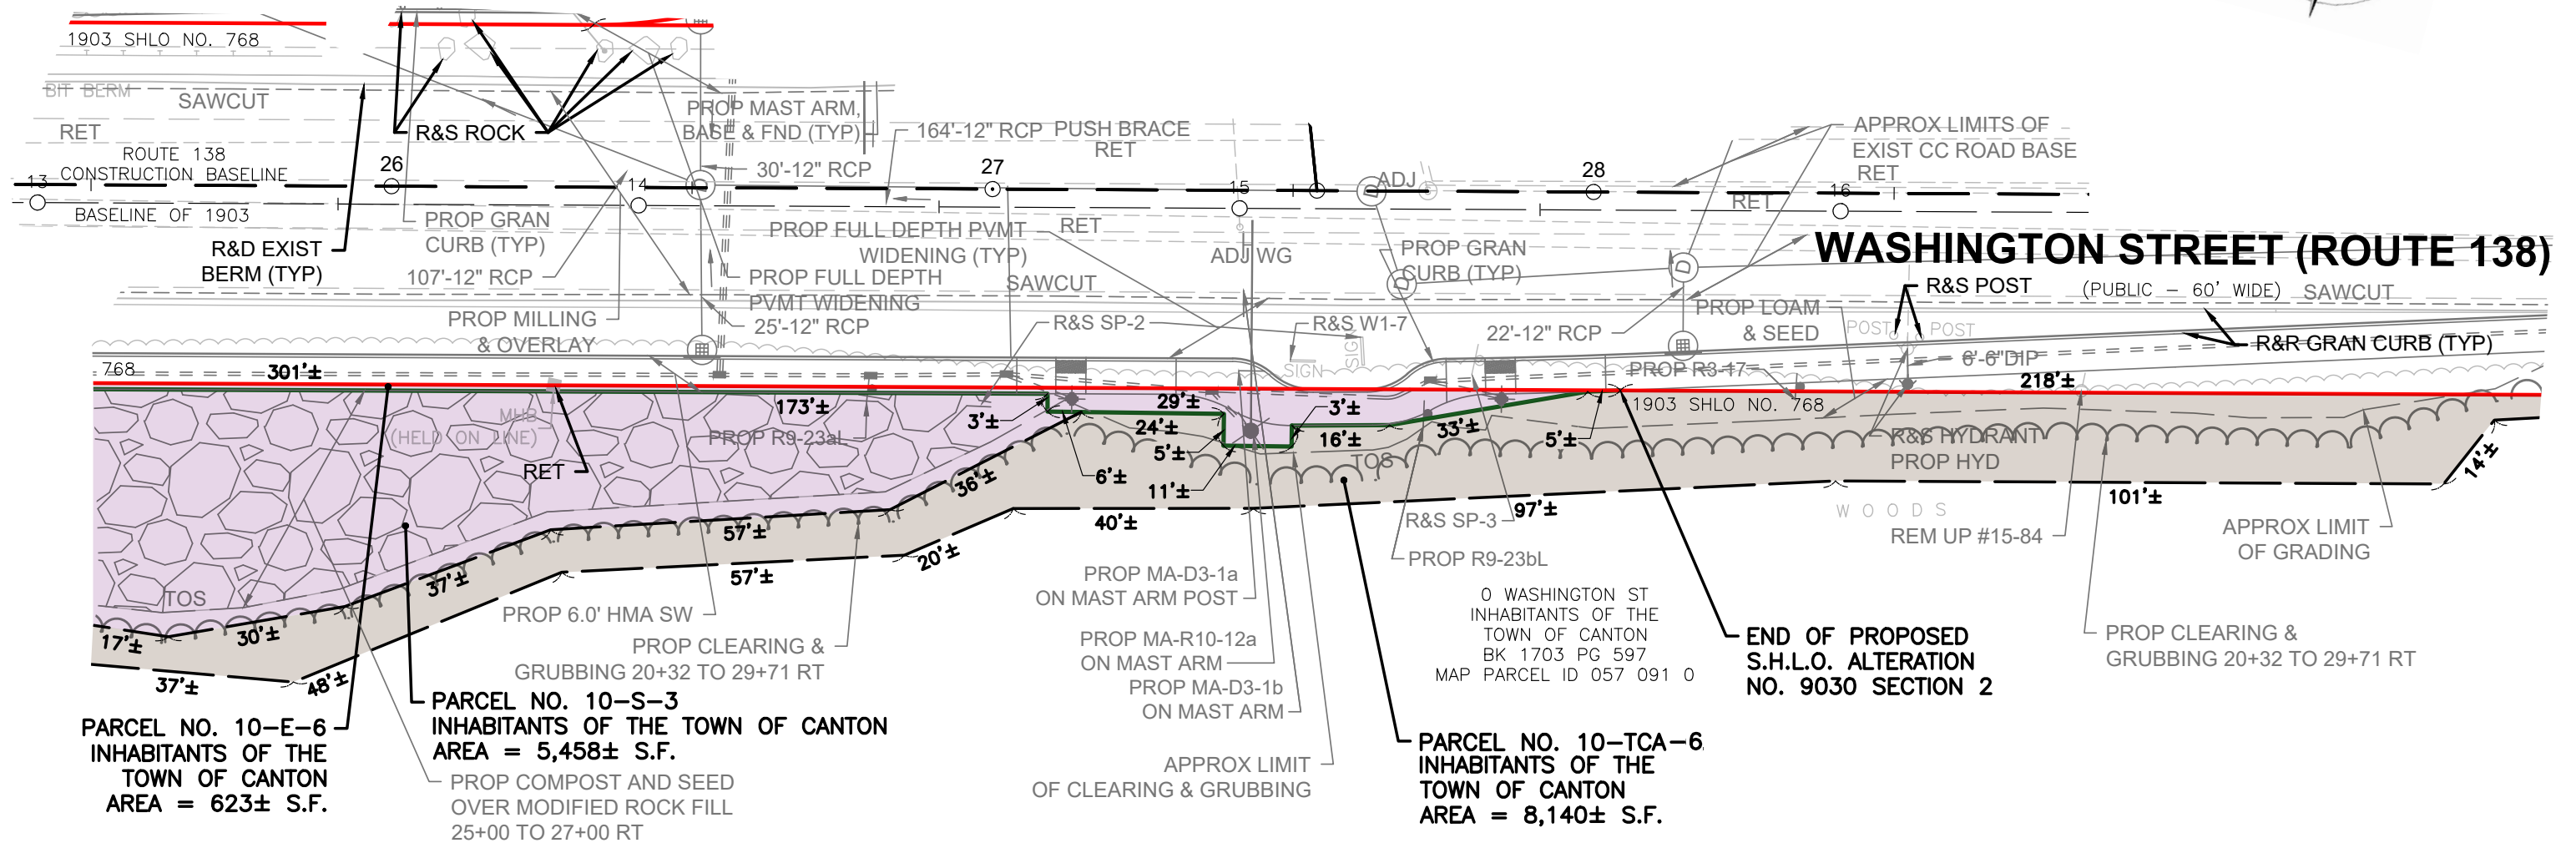 1903 SHLO NO. 768
BIT BERM
SAWCUT
RET
R&S ROCK
PROP MAST ARM,
BASE & FND (TYP)
164'-12" RCP
PUSH BRACE
RET
APPROX LIMITS OF
EXIST CC ROAD BASE
RET
ROUTE 138
CONSTRUCTION BASELINE
26
30'-12" RCP
27
28
13
14
15
ADJ
16
BASELINE OF 1903
PROP GRAN
CURB (TYP)
R&D EXIST
BERM (TYP)
107'-12" RCP
PROP FULL DEPTH PVMT
WIDENING (TYP)
RET
RET
ADJ WG
PROP GRAN
CURB (TYP)
D
D
D
WASHINGTON STREET (ROUTE 138)
(PUBLIC - 60' WIDE)
SAWCUT
R&S POST
PROP FULL DEPTH
PVMT WIDENING
SAWCUT
PROP MILLING
& OVERLAY
25'-12" RCP
R&S SP-2
R&S W1-7
SIGN
SIGN
22'-12" RCP
PROP LOAM
& SEED
POST
POST
R&R GRAN CURB (TYP)
6'-6"DIP
768
301'±
PROP R3-17
218'±
1903 SHLO NO. 768
MHB
(HELD ON LINE)
RET
173'±
PROP R9-23aL
3'±
29'±
24'±
5'±
3'±
16'±
33'±
5'±
6'±
11'±
TOS
R&S HYDRANT
PROP HYD
14'±
36'±
40'±
97'±
101'±
R&S SP-3
PROP R9-23bL
WOODS
REM UP #15-84
APPROX LIMIT
OF GRADING
TOS
17'±
30'±
37'±
57'±
20'±
57'±
37'±
48'±
PROP 6.0' HMA SW
PROP CLEARING &
GRUBBING 20+32 TO 29+71 RT
PROP MA-D3-1a
ON MAST ARM POST
PROP MA-R10-12a
ON MAST ARM
PROP MA-D3-1b
ON MAST ARM
APPROX LIMIT
OF CLEARING & GRUBBING
0 WASHINGTON ST
INHABITANTS OF THE
TOWN OF CANTON
BK 1703 PG 597
MAP PARCEL ID 057 091 0
END OF PROPOSED
S.H.L.O. ALTERATION
NO. 9030 SECTION 2
PROP CLEARING &
GRUBBING 20+32 TO 29+71 RT
PARCEL NO. 10-E-6
INHABITANTS OF THE
TOWN OF CANTON
AREA = 623± S.F.
PARCEL NO. 10-S-3
INHABITANTS OF THE TOWN OF CANTON
AREA = 5,458± S.F.
PROP COMPOST AND SEED
OVER MODIFIED ROCK FILL
25+00 TO 27+00 RT
PARCEL NO. 10-TCA-6
INHABITANTS OF THE
TOWN OF CANTON
AREA = 8,140± S.F.